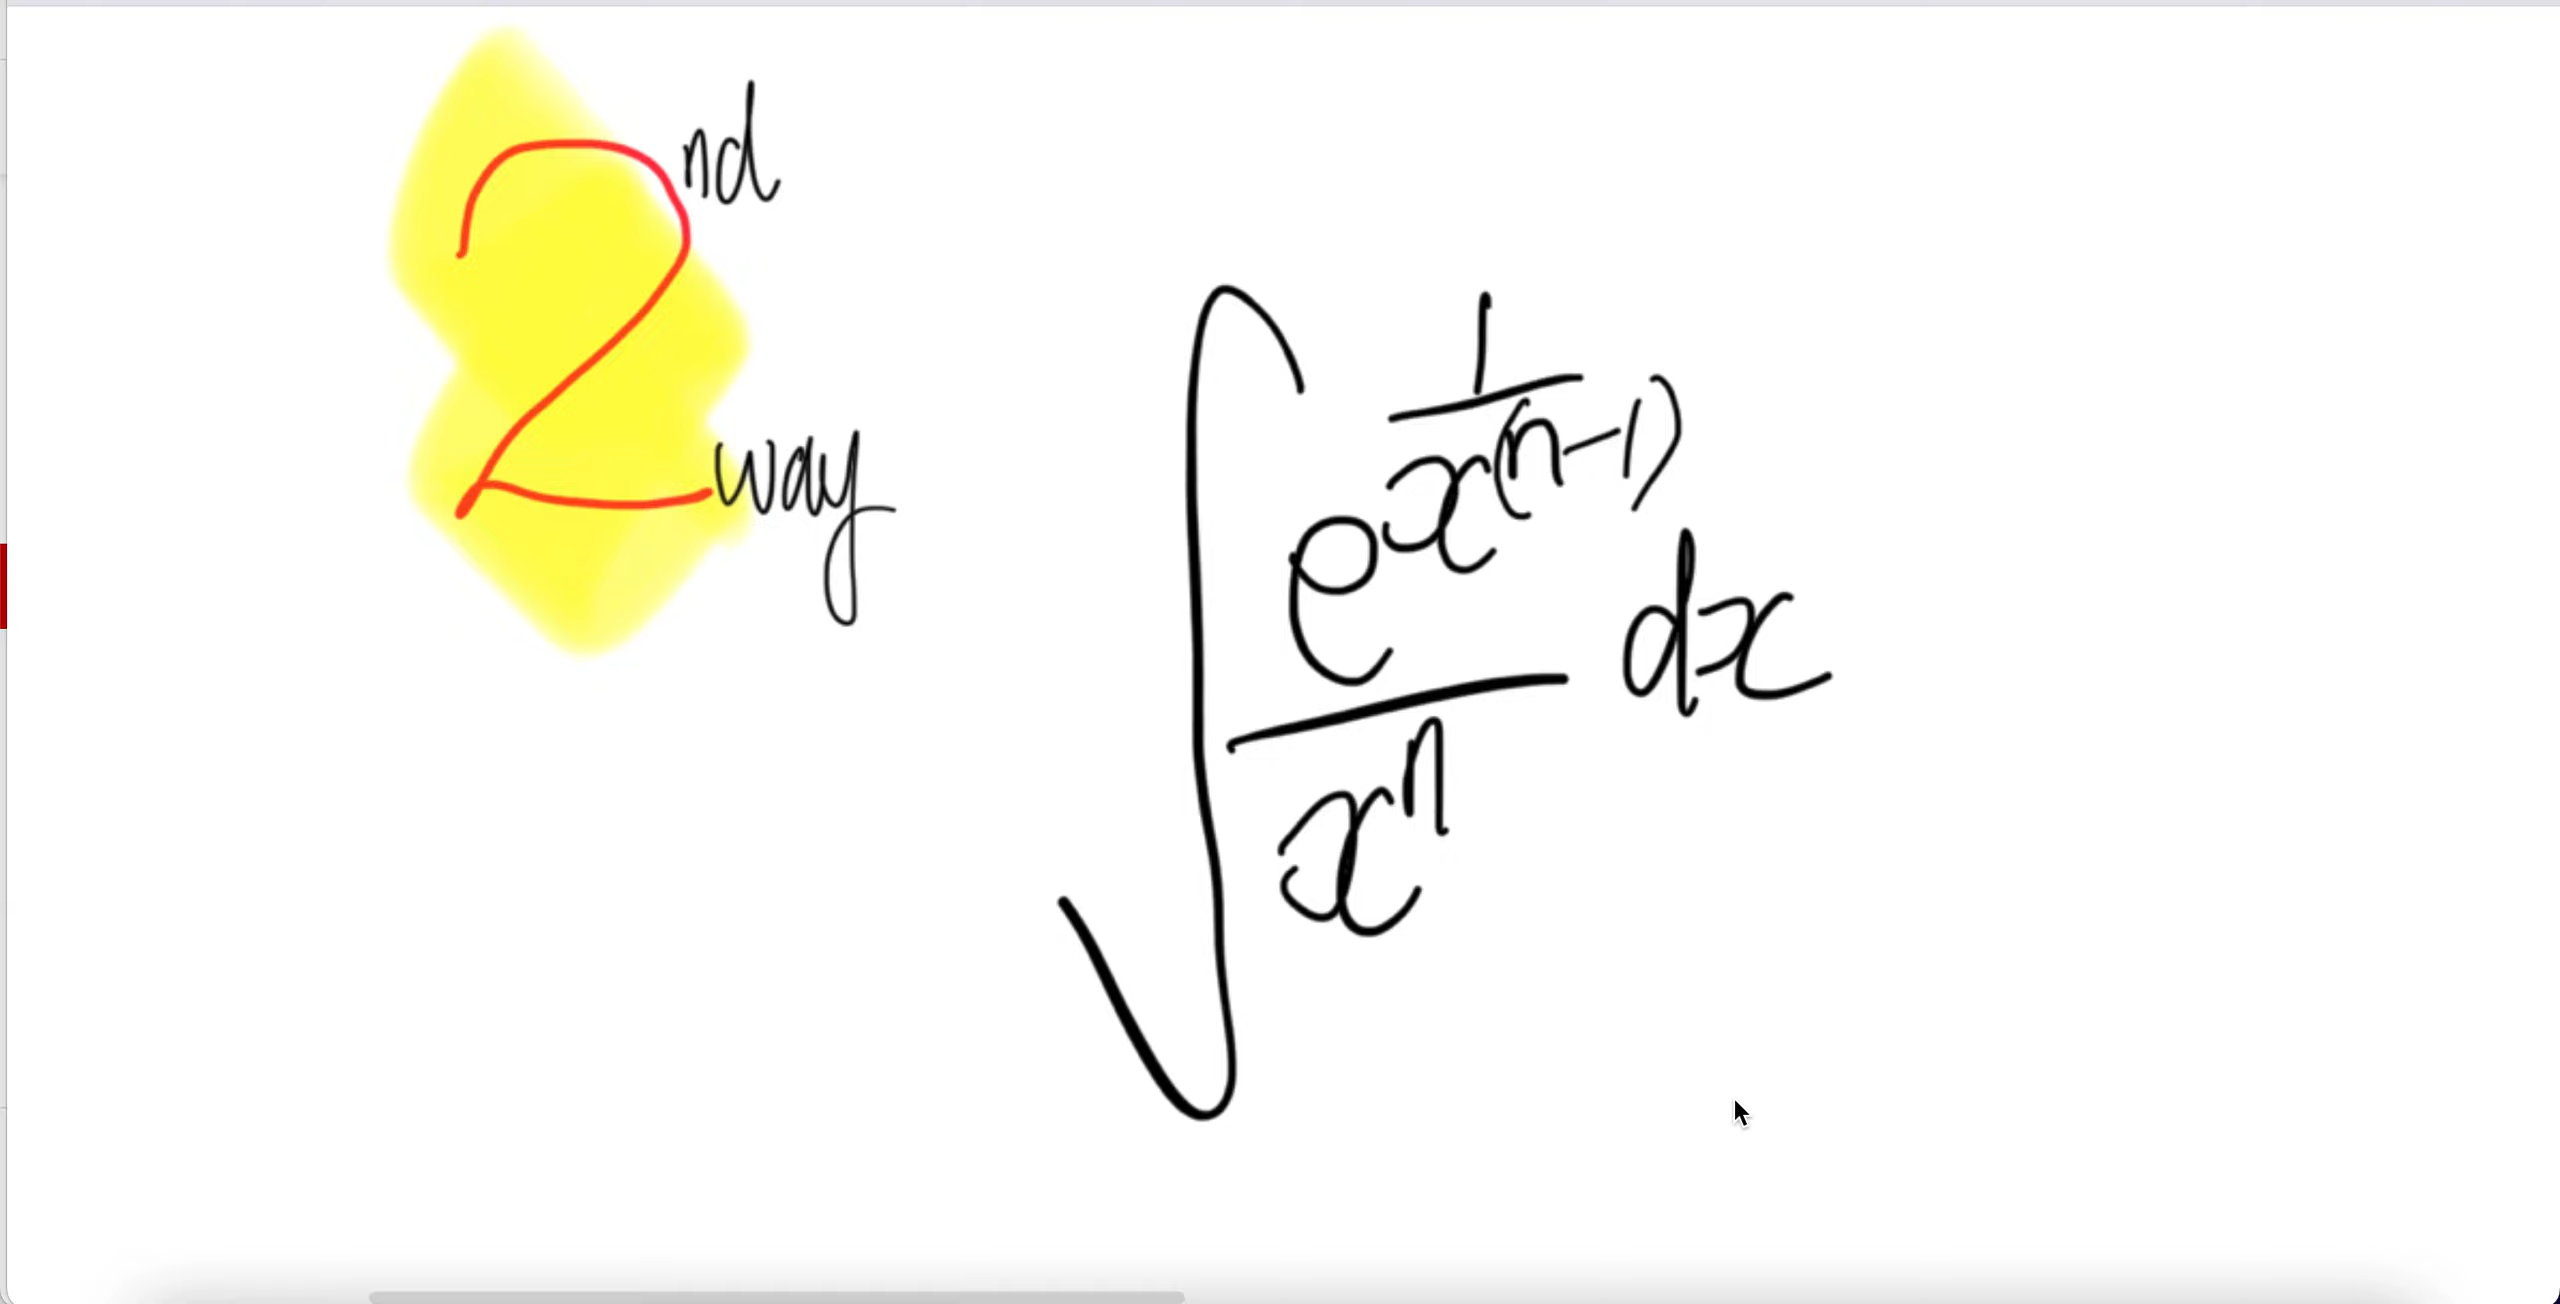 2nd
way
∫ e^(1/x^(n-1)) / x^n dx